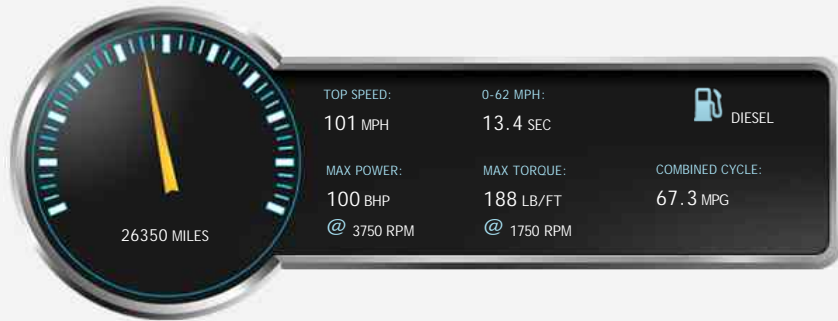 TOP SPEED:
101 MPH
0-62 MPH:
13.4 SEC
DIESEL
MAX POWER:
100 BHP
@ 3750 RPM
MAX TORQUE:
188 LB/FT
@ 1750 RPM
COMBINED CYCLE:
67.3 MPG
26350 MILES